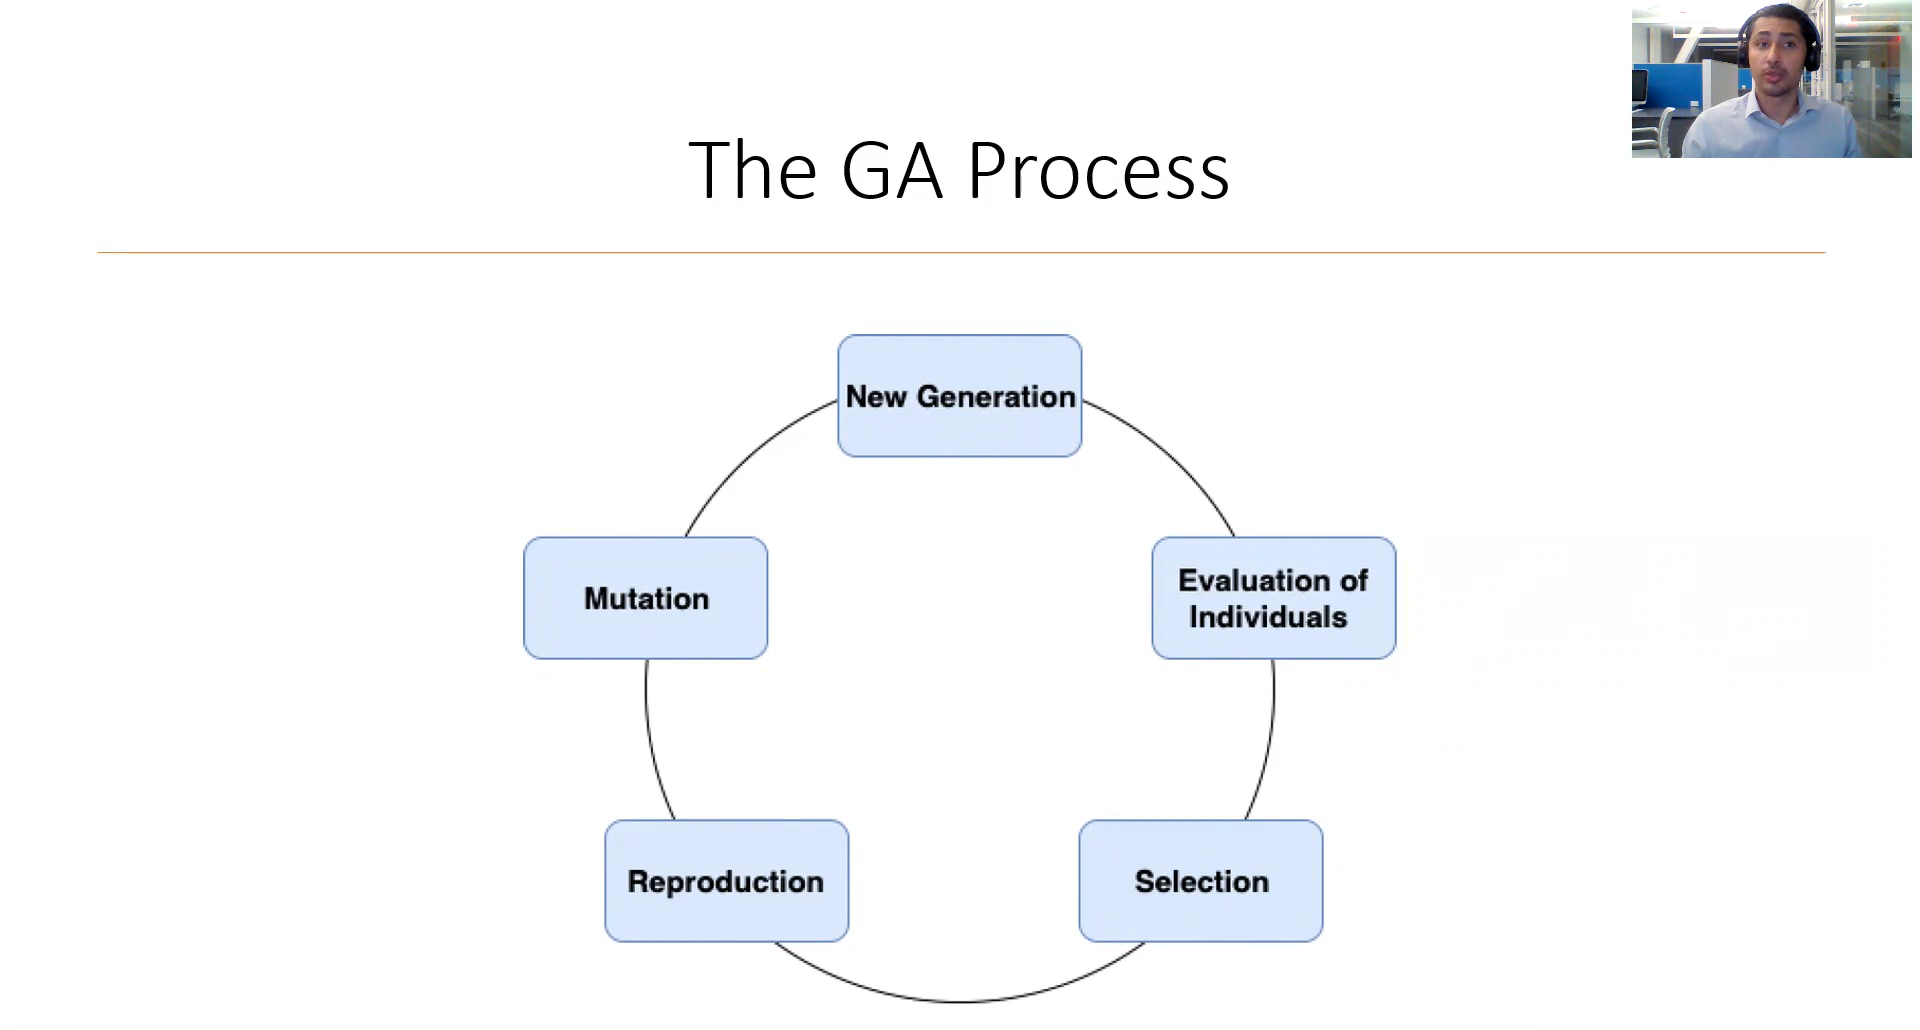 The GA Process
New Generation
Mutation
Evaluation of
Individuals
Reproduction
Selection